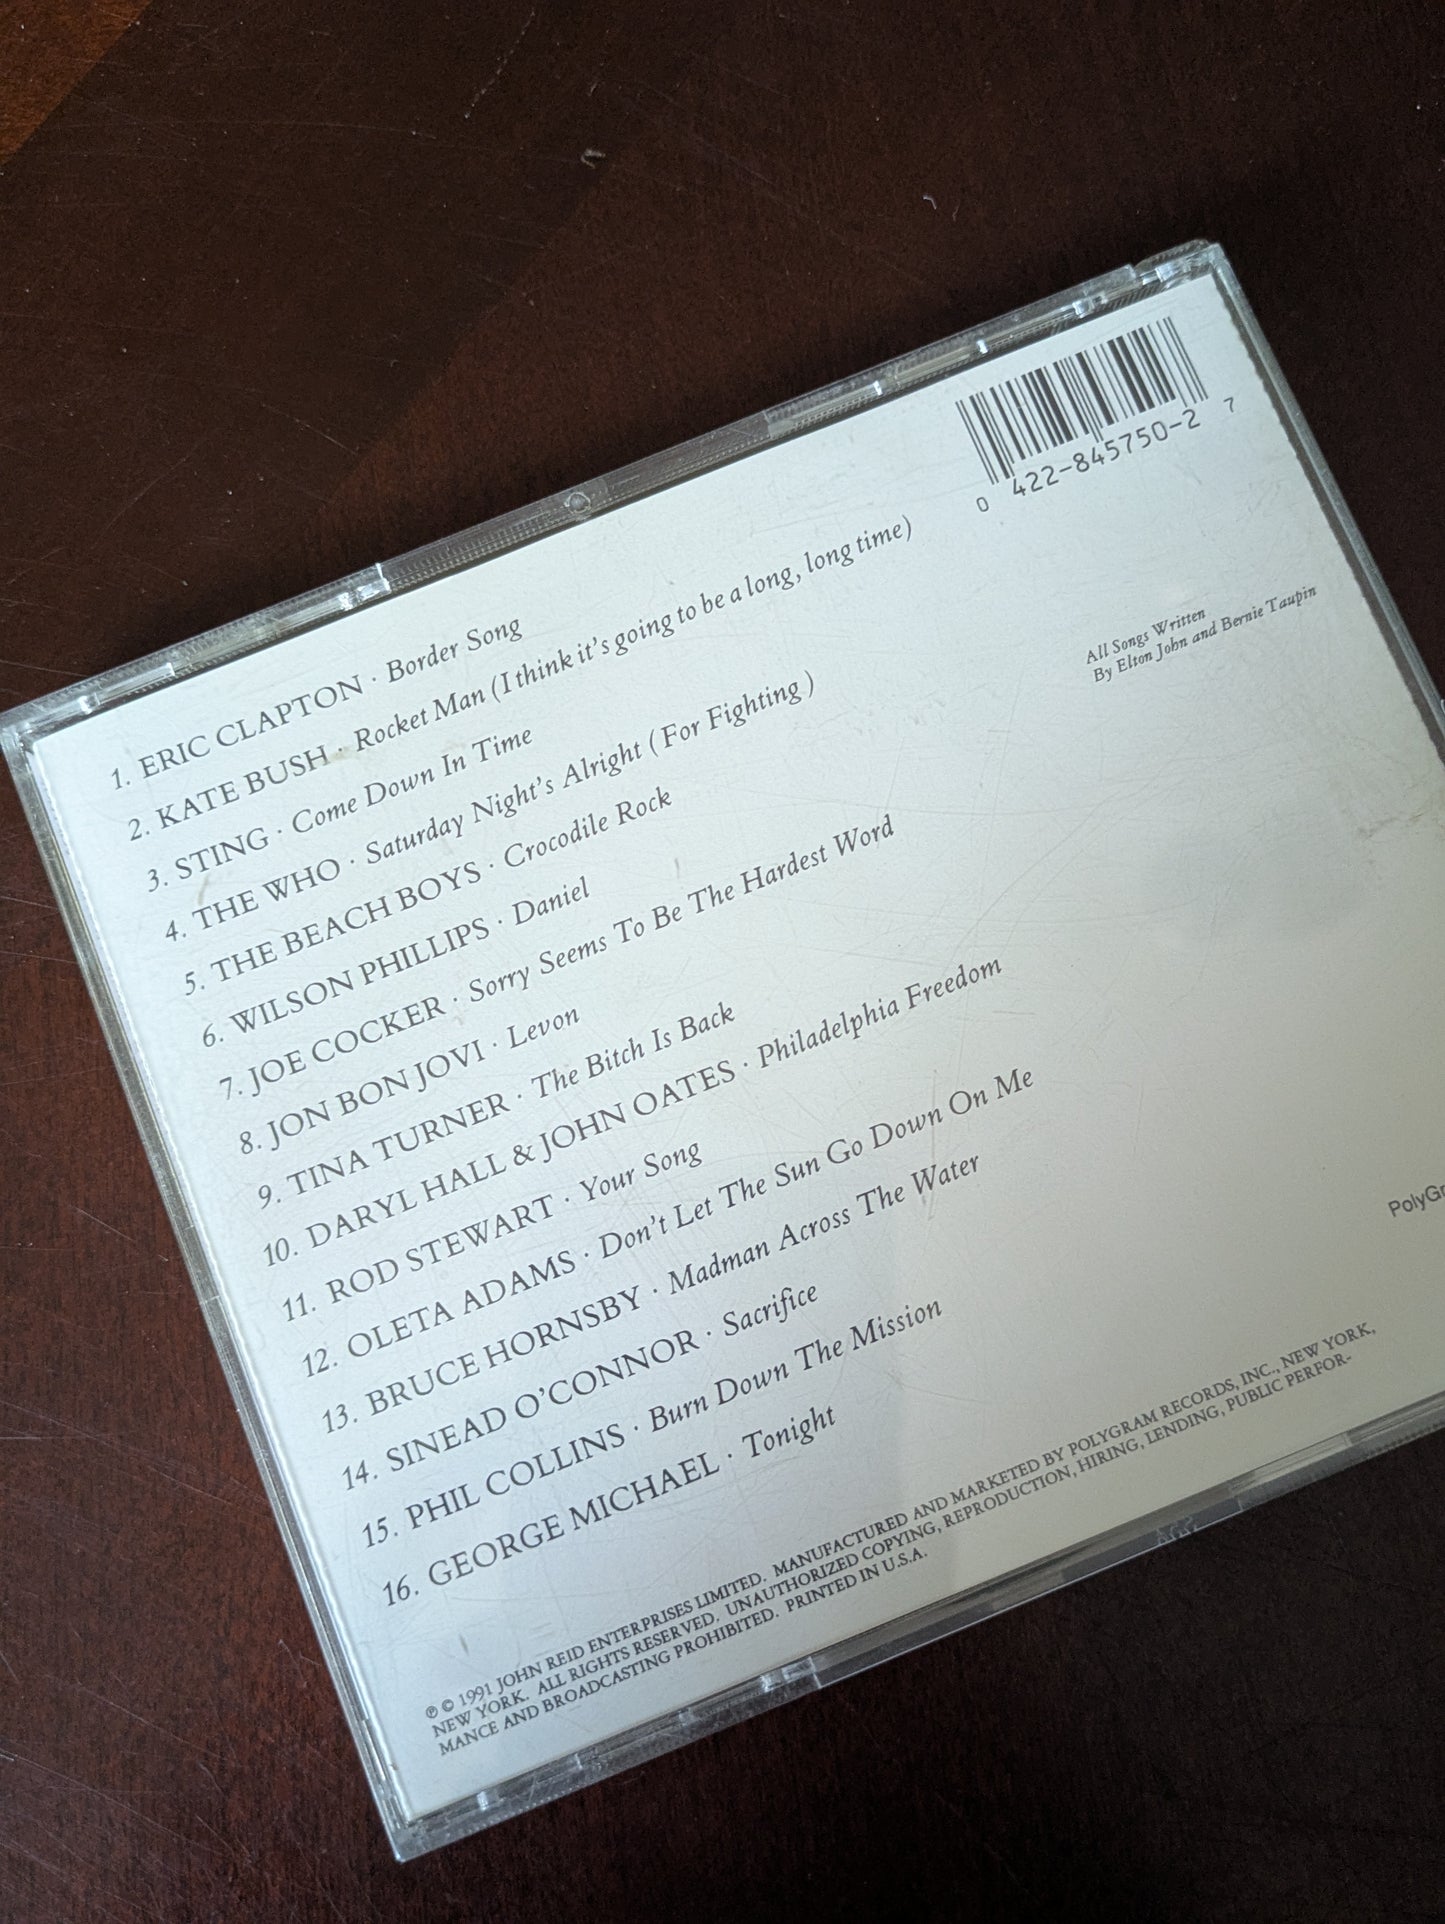 0 422-845750-2 7
1. ERIC CLAPTON · Border Song
2. KATE BUSH · Rocket Man (I think it's going to be a long, long time)
3. STING · Come Down In Time
4. THE WHO · Saturday Night's Alright (For Fighting)
5. THE BEACH BOYS · Crocodile Rock
6. WILSON PHILLIPS · Daniel
7. JOE COCKER · Sorry Seems To Be The Hardest Word
8. JON BON JOVI · Levon
9. TINA TURNER · The Bitch Is Back
10. DARYL HALL & JOHN OATES · Philadelphia Freedom
11. ROD STEWART · Your Song
12. OLETA ADAMS · Don't Let The Sun Go Down On Me
13. BRUCE HORNSBY · Madman Across The Water
14. SINEAD O'CONNOR · Sacrifice
15. PHIL COLLINS · Burn Down The Mission
16. GEORGE MICHAEL · Tonight
All Songs Written
By Elton John and Bernie Taupin
PolyGr
℗ © 1991 JOHN REID ENTERPRISES LIMITED. MANUFACTURED AND MARKETED BY POLYGRAM RECORDS, INC., NEW YORK,
NEW YORK. ALL RIGHTS RESERVED. UNAUTHORIZED COPYING, REPRODUCTION, HIRING, LENDING, PUBLIC PERFOR-
MANCE AND BROADCASTING PROHIBITED. PRINTED IN U.S.A.